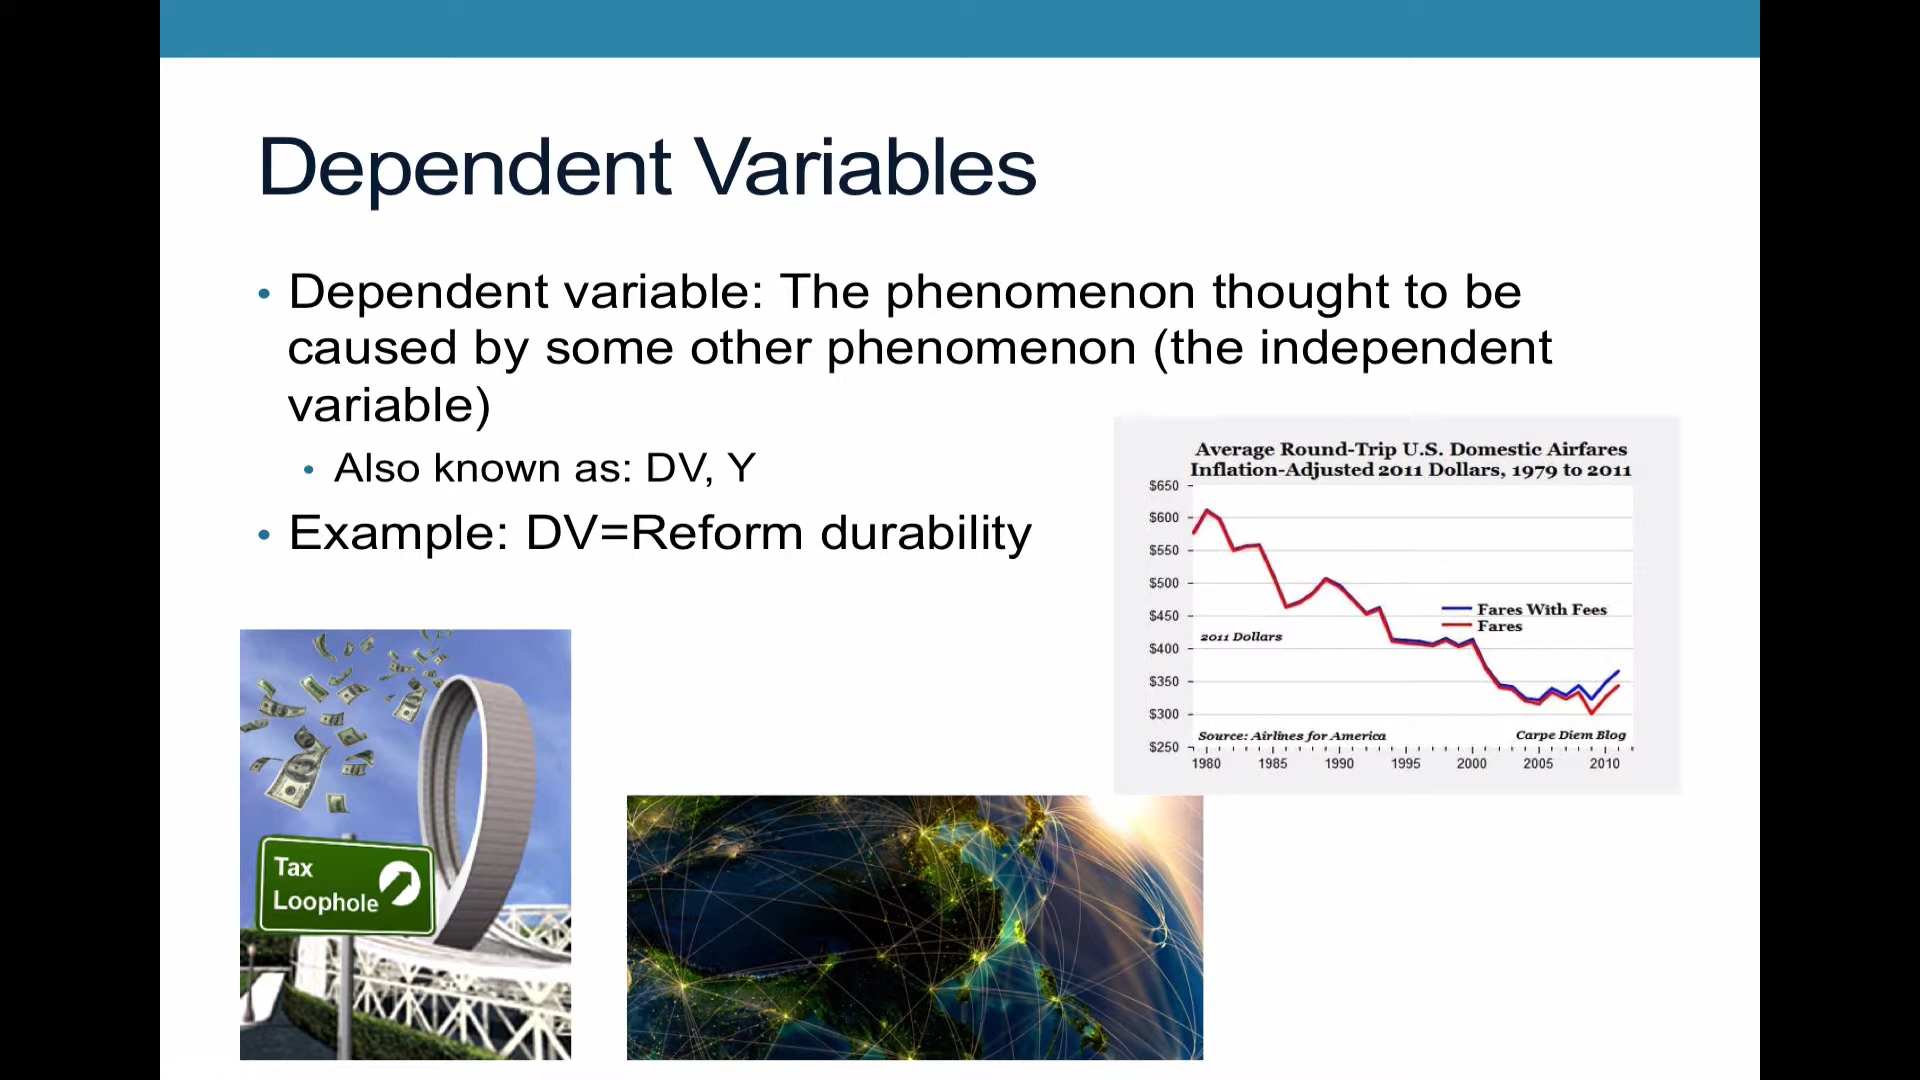 Dependent Variables
• Dependent variable: The phenomenon thought to be
caused by some other phenomenon (the independent
variable)
• Also known as: DV, Y
• Example: DV=Reform durability
Average Round-Trip U.S. Domestic Airfares
Inflation-Adjusted 2011 Dollars, 1979 to 2011
$650
$600
$550
$500
$450
$400
$350
$300
$250
Fares With Fees
Fares
2011 Dollars
Source: Airlines for America
Carpe Diem Blog
1980 1985 1990 1995 2000 2005 2010
Tax
Loophole